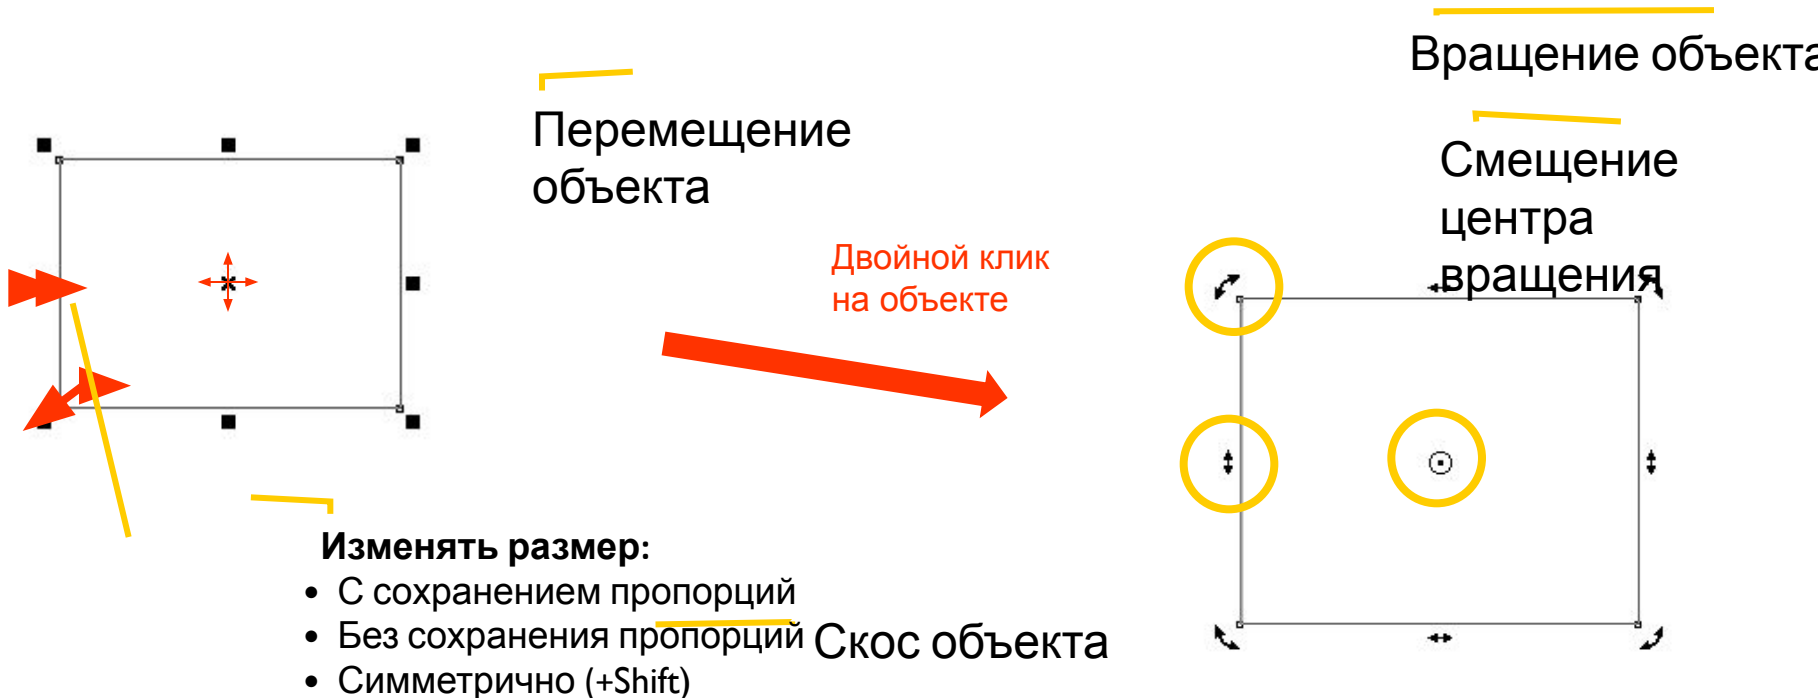 Вращение объекта
Перемещение
объекта
Смещение
центра
вращения
Двойной клик
на объекте
Изменять размер:
• С сохранением пропорций
• Без сохранения пропорций
• Симметрично (+Shift)
Скос объекта